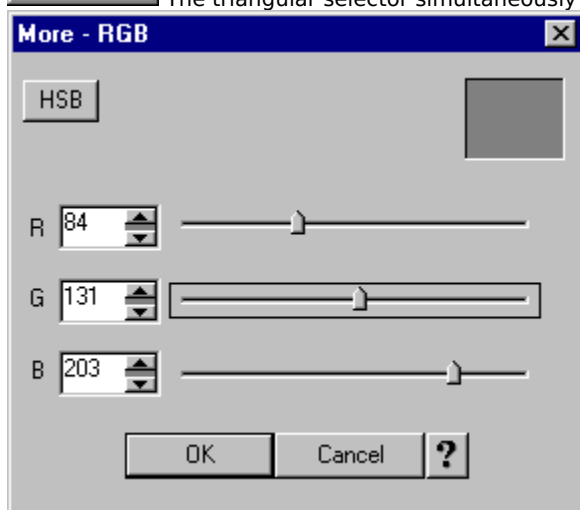 The triangular selector simultaneously
More - RGB
HSB
R 84
G 131
B 203
OK Cancel ?